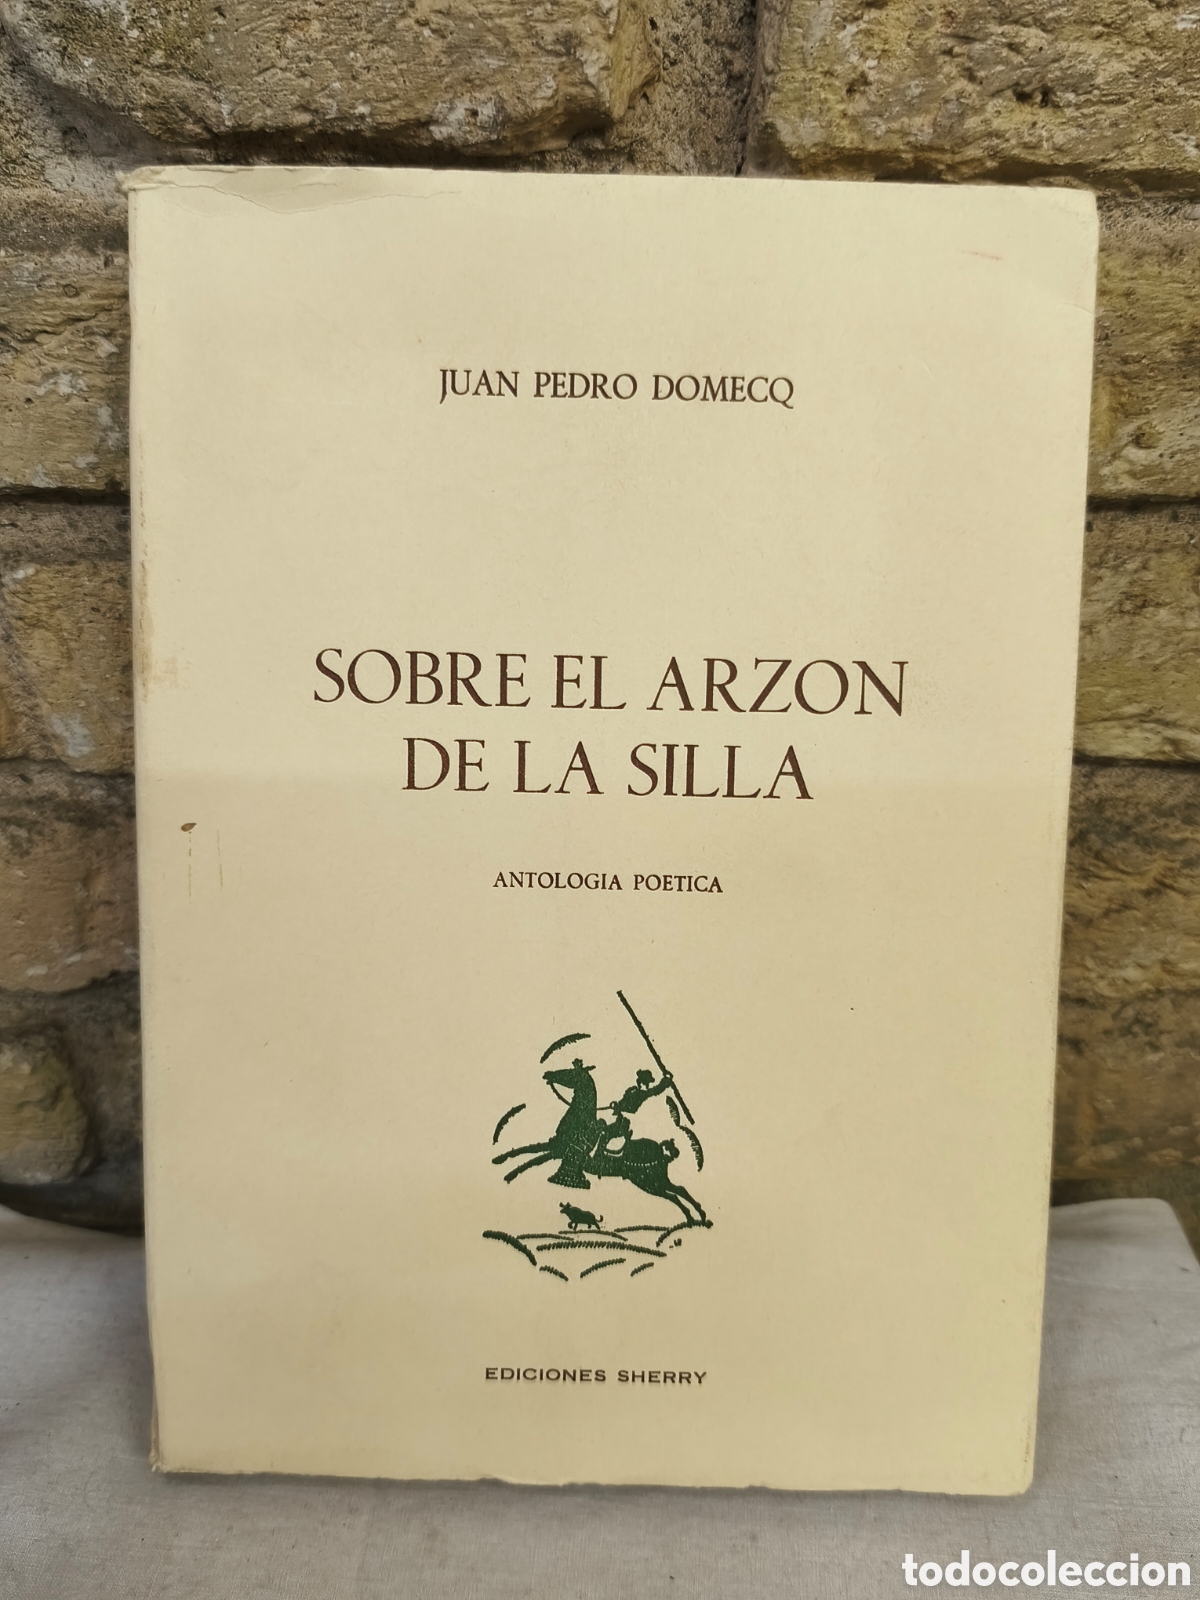 JUAN PEDRO DOMECQ
SOBRE EL ARZON
DE LA SILLA
ANTOLOGIA POETICA
EDICIONES SHERRY
todocoleccion